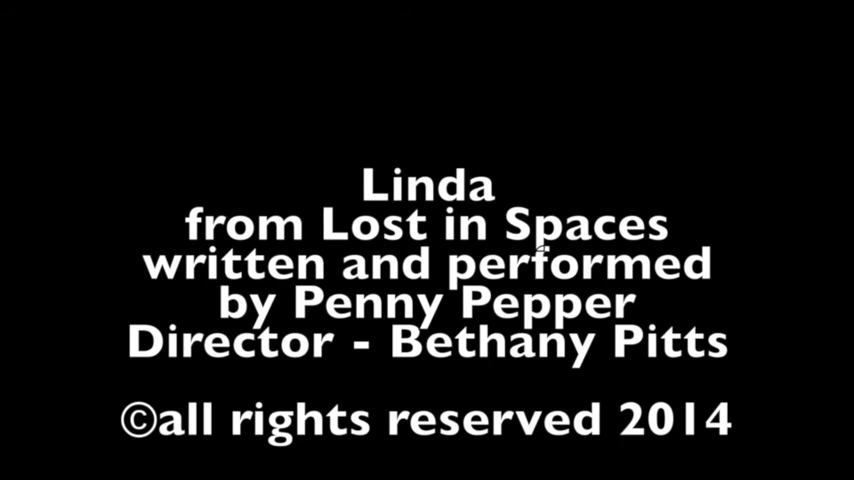 Linda
from Lost in Spaces
written and performed
by Penny Pepper
Director - Bethany Pitts
©all rights reserved 2014